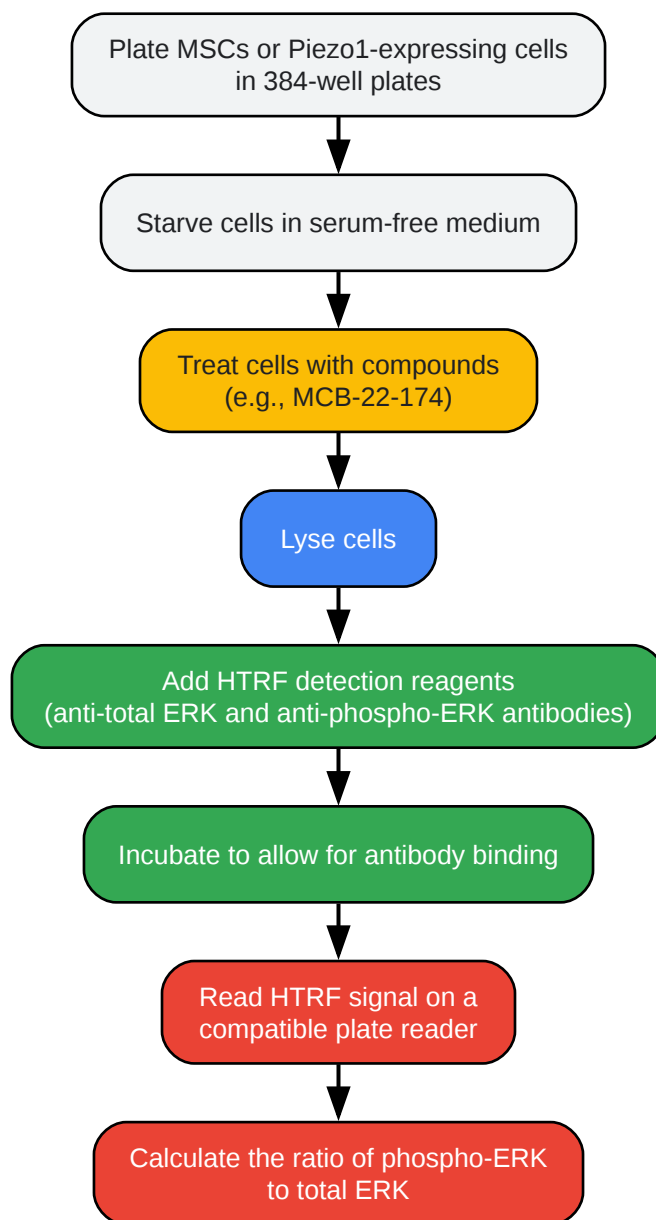 Plate MSCs or Piezo1-expressing cells
in 384-well plates
Starve cells in serum-free medium
Treat cells with compounds
(e.g., MCB-22-174)
Lyse cells
Add HTRF detection reagents
(anti-total ERK and anti-phospho-ERK antibodies)
Incubate to allow for antibody binding
Read HTRF signal on a
compatible plate reader
Calculate the ratio of phospho-ERK
to total ERK